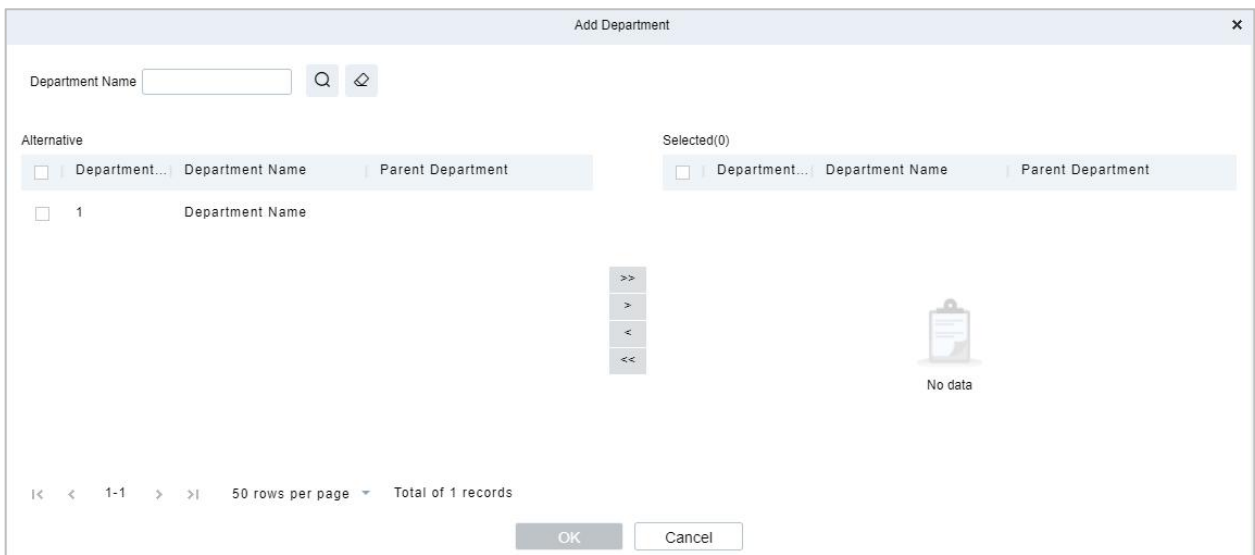 Add Department ×
Department Name
Alternative Selected(0)
Department... Department Name Parent Department Department... Department Name Parent Department
1 Department Name
>>
>
<
<<
No data
|< < 1-1 > >| 50 rows per page Total of 1 records
OK Cancel